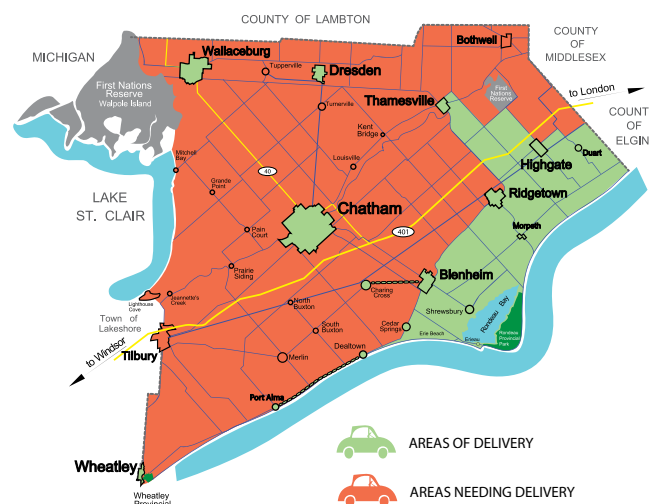 COUNTY OF LAMBTON
MICHIGAN
Wallaceburg
Bothwell
COUNTY
OF
MIDDLESEX
Tupperville
Dresden
First Nations
Reserve
Walpole Island
Thamesville
First Nations
Reserve
to London
Turnerville
COUNT
OF
ELGIN
Kent
Bridge
Mitchell
Bay
Louisville
Highgate
Duart
40
Grande
Point
LAKE
ST. CLAIR
Ridgetown
Chatham
Pain
Court
401
Morpath
Prairie
Siding
Blenheim
Charing
Cross
Lighthouse
Cove
Jeannette's
Creek
North
Buxton
Shrewsbury
Rondeau Bay
Town of
Lakeshore
South
Buxton
Cedar
Springs
Erie Beach
Erieau
Rondeau
Provincial
Park
to Windsor
Tilbury
Dealtown
Merlin
Port Alma
AREAS OF DELIVERY
Wheatley
Wheatley
Provincial
AREAS NEEDING DELIVERY